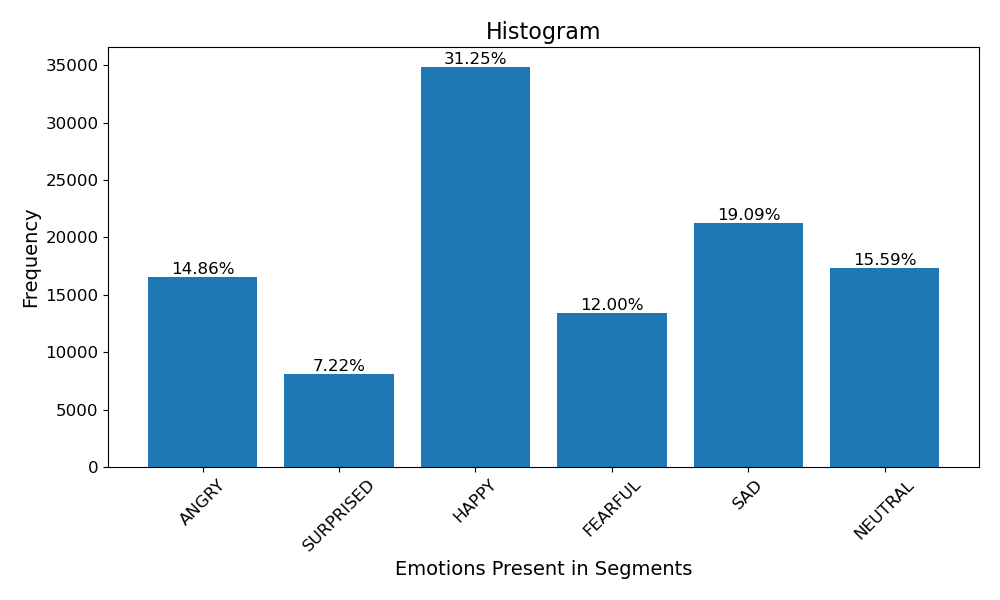 Histogram
31.25%
35000
30000
25000
20000
15000
10000
5000
0
Frequency
14.86%
7.22%
12.00%
19.09%
15.59%
ANGRY
SURPRISED
HAPPY
FEARFUL
SAD
NEUTRAL
Emotions Present in Segments